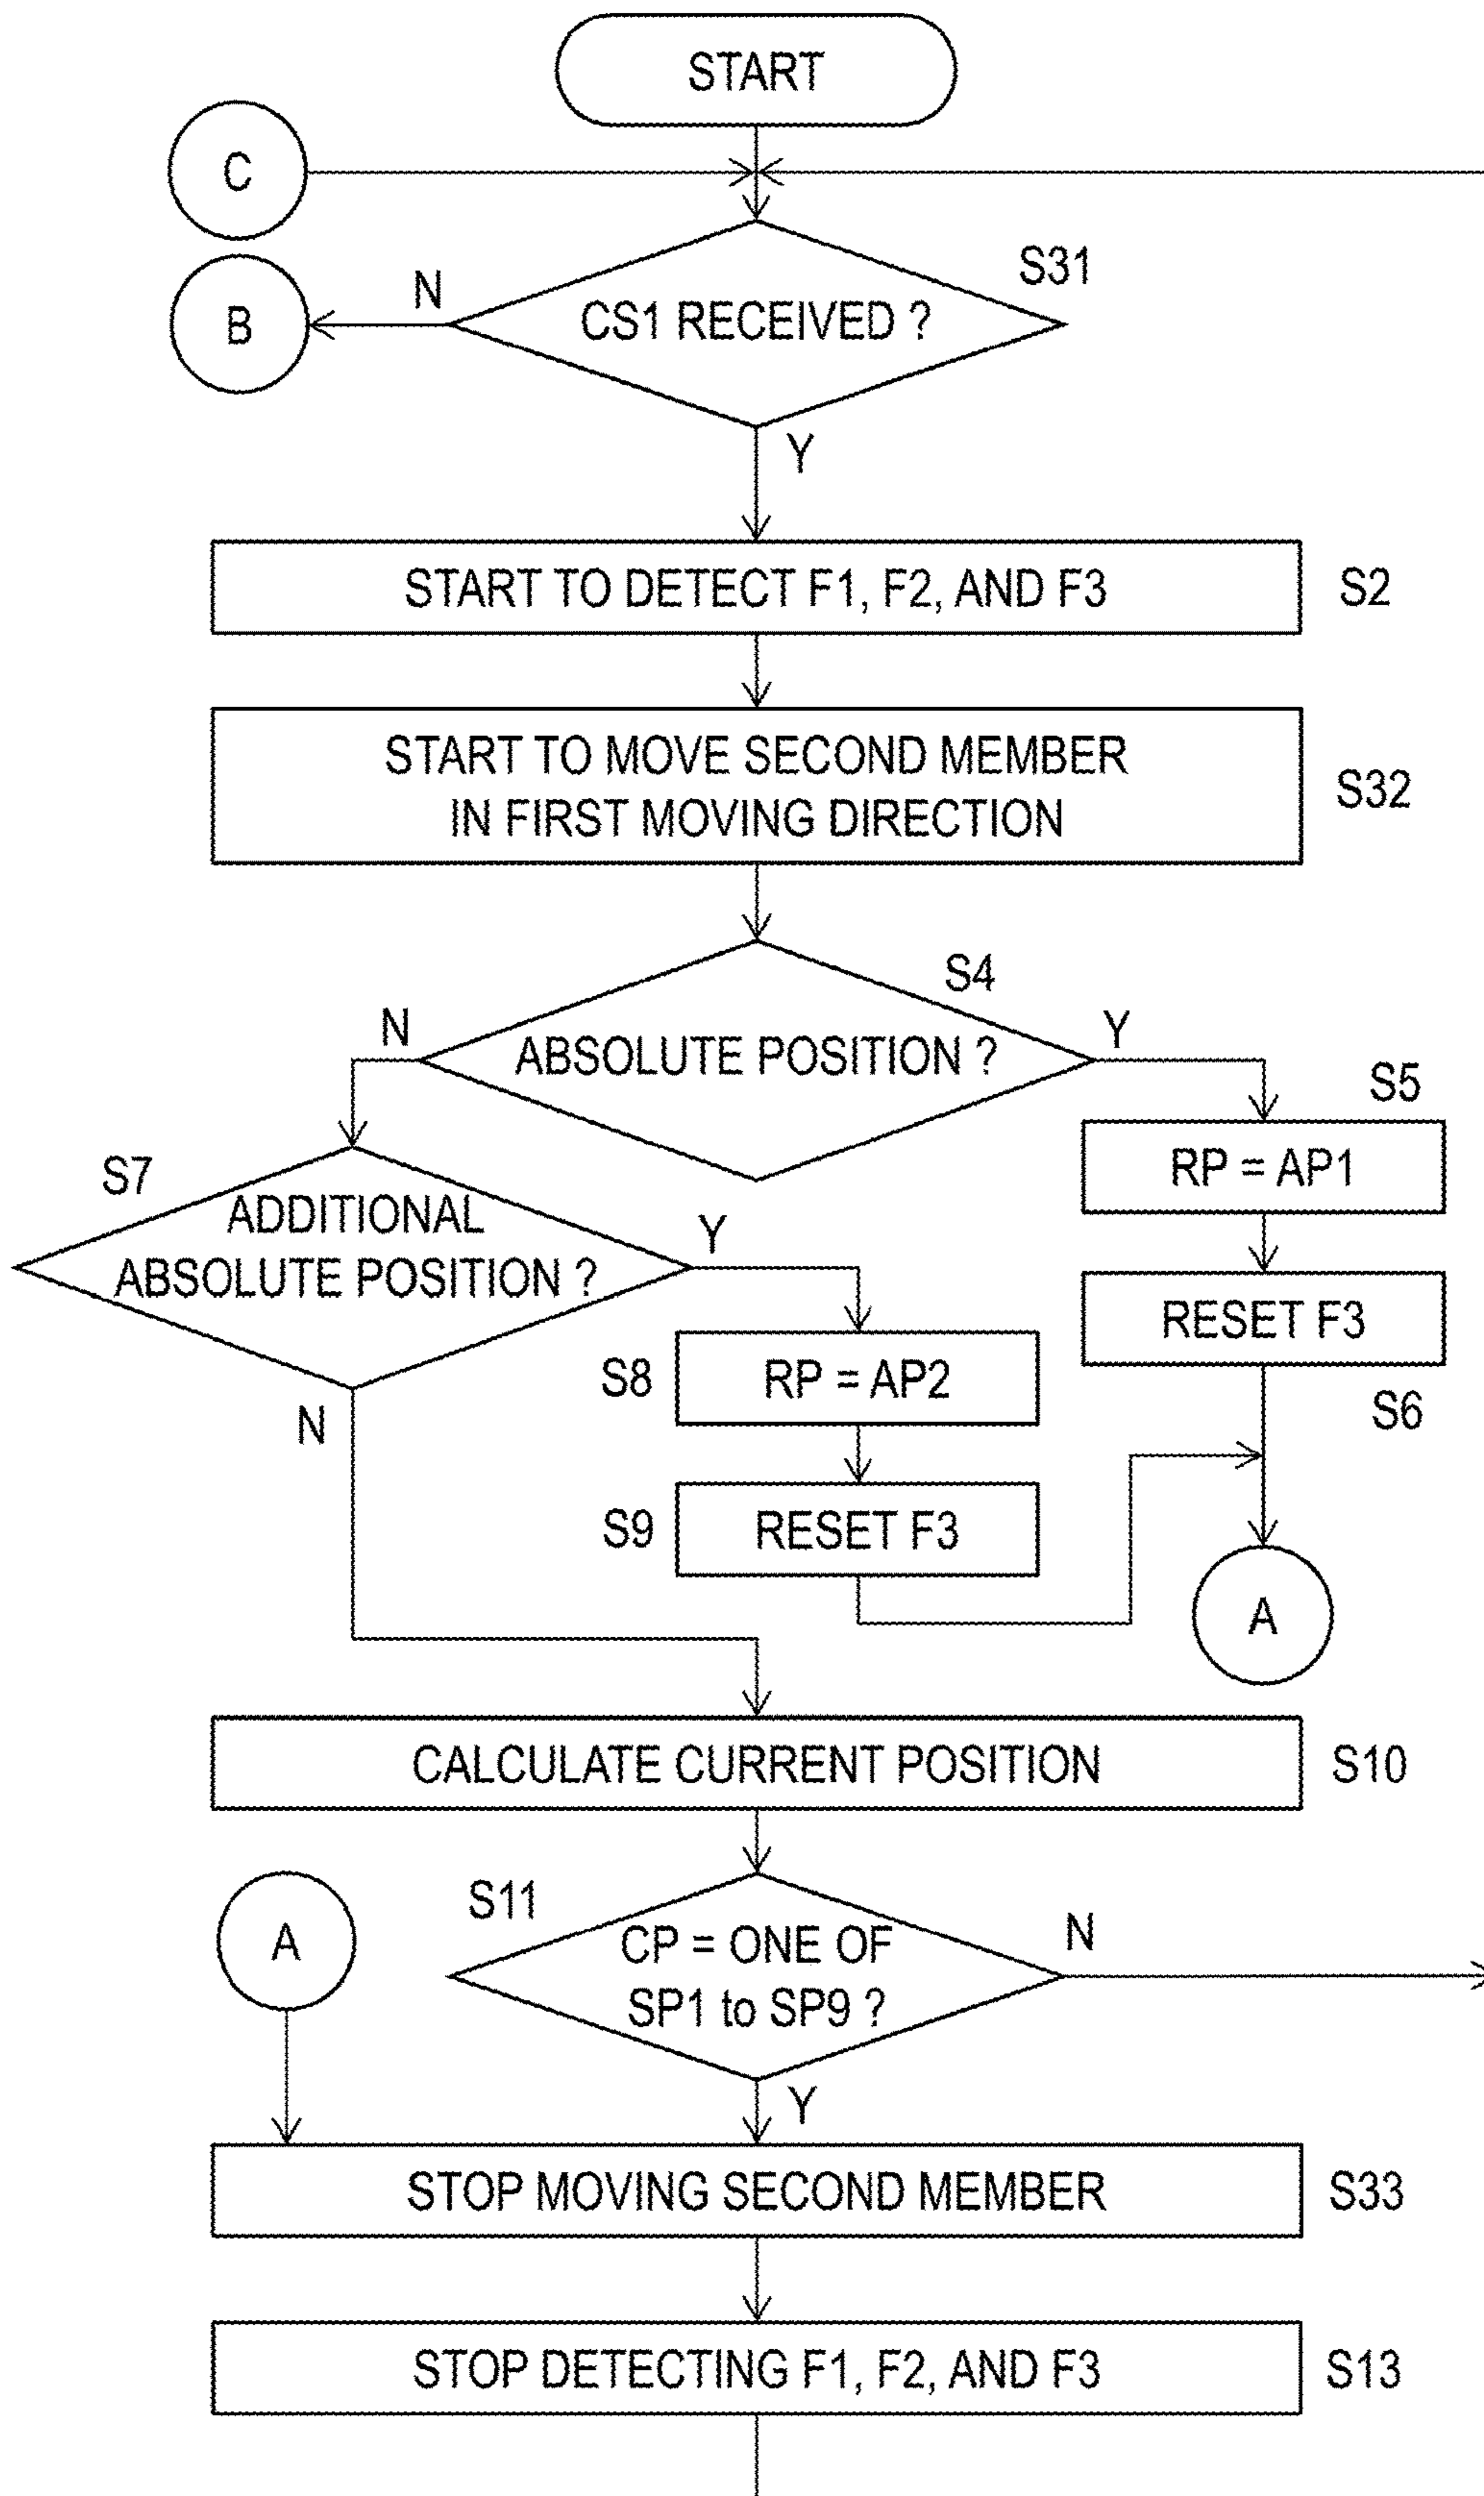 START
C
S31
N
CS1 RECEIVED ?
B
Y
START TO DETECT F1, F2, AND F3
S2
START TO MOVE SECOND MEMBER
IN FIRST MOVING DIRECTION
S32
S4
N
Y
ABSOLUTE POSITION ?
S5
RP = AP1
S7
ADDITIONAL
ABSOLUTE POSITION ?
Y
RESET F3
S8
RP = AP2
S6
N
S9
RESET F3
A
CALCULATE CURRENT POSITION
S10
S11
A
CP = ONE OF
SP1 to SP9 ?
N
Y
STOP MOVING SECOND MEMBER
S33
STOP DETECTING F1, F2, AND F3
S13